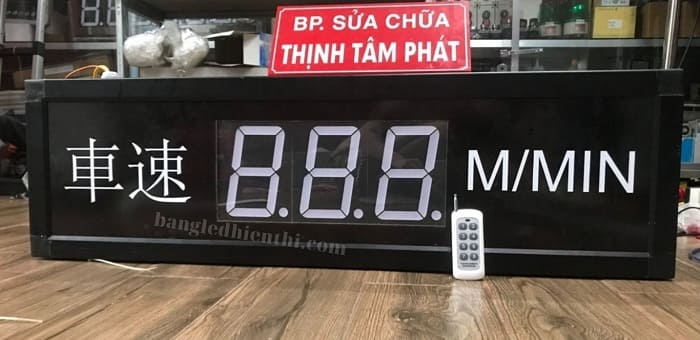 BP. SỬA CHỮA
THỊNH TÂM PHÁT
車速 8.8.8. M/MIN
bangledhienthi.com